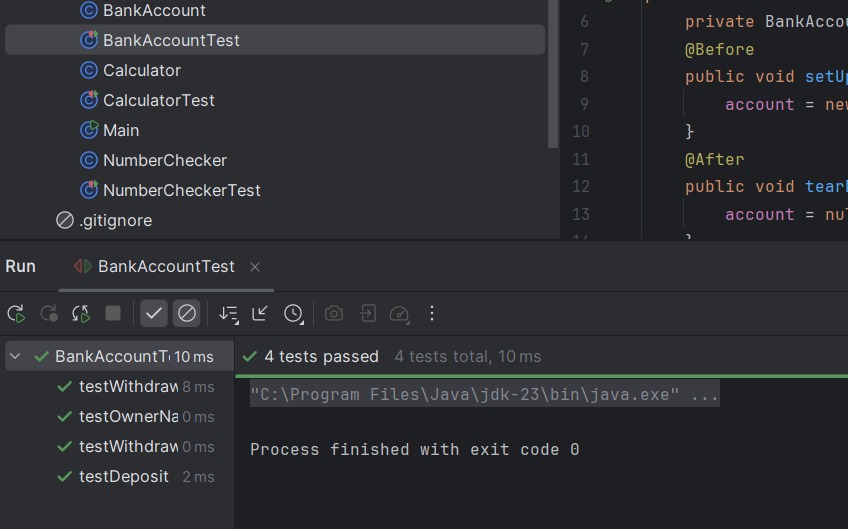 BankAccount
BankAccountTest
Calculator
CalculatorTest
Main
NumberChecker
NumberCheckerTest
.gitignore
6 private BankAccou
7 @Before
8 public void setUp
9 account = new
10 }
11 @After
12 public void tearD
13 account = nul
14 }
Run BankAccountTest
BankAccountT 10 ms
testWithdraw 8 ms
testOwnerNa 0 ms
testWithdraw 0 ms
testDeposit 2 ms
4 tests passed 4 tests total, 10 ms
"C:\Program Files\Java\jdk-23\bin\java.exe" ...
Process finished with exit code 0